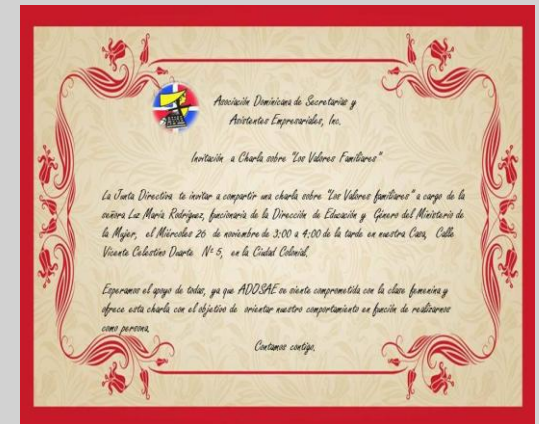 Asociación Dominicana de Secretarias y
Asistentes Empresariales, Inc.
Invitación a Charla sobre "Los Valores Familiares"
La Junta Directiva te invitar a compartir una charla sobre "Los Valores familiares" a cargo de la
señora Luz María Rodríguez, funcionaria de la Dirección de Educación y Género del Ministerio de
la Mujer, el Miércoles 26 de noviembre de 3:00 a 4:00 de la tarde en nuestra Casa, Calle
Vicente Celestino Duarte Nº 5, en la Ciudad Colonial.
Esperamos el apoyo de todas, ya que ADOSAE se siente comprometida con la clase femenina y
ofrece esta charla con el objetivo de orientar nuestro comportamiento en función de realizarnos
como persona.
Contamos contigo.